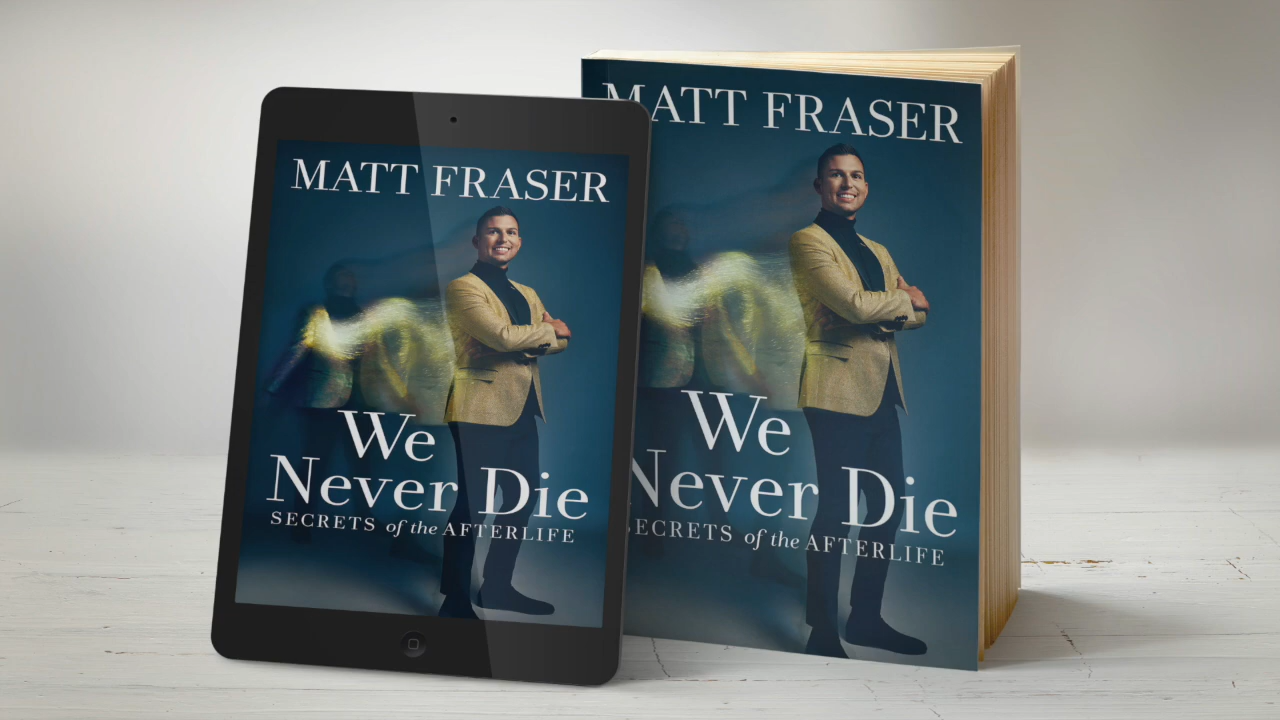 MATT FRASER
We
Never Die
SECRETS of the AFTERLIFE
MATT FRASER
We
Never Die
SECRETS of the AFTERLIFE